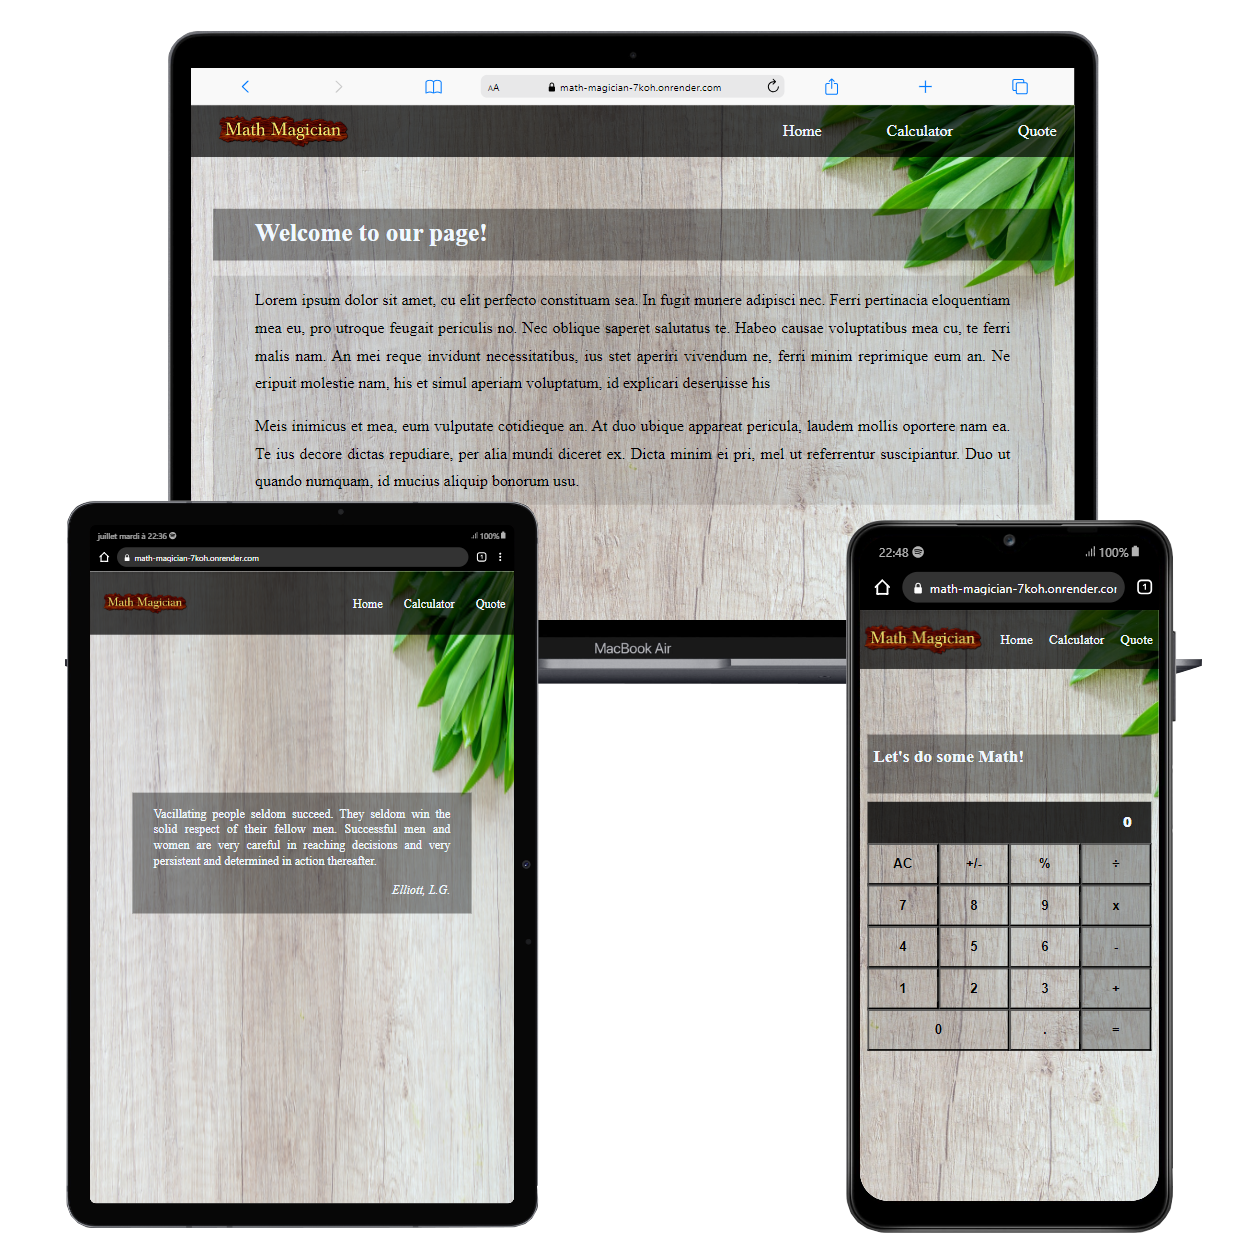 AA math-magician-7koh.onrender.com
Math Magician Home Calculator Quote
Welcome to our page!
Lorem ipsum dolor sit amet, cu elit perfecto constituam sea. In fugit munere adipisci nec. Ferri pertinacia eloquentiam
mea eu, pro utroque feugait periculis no. Nec oblique saperet salutatus te. Habeo causae voluptatibus mea cu, te ferri
malis nam. An mei reque invidunt necessitatibus, ius stet aperiri vivendum ne, ferri minim reprimique eum an. Ne
eripuit molestie nam, his et simul aperiam voluptatum, id explicari deseruisse his
Meis inimicus et mea, eum vulputate cotidieque an. At duo ubique appareat pericula, laudem mollis oportere nam ea.
Te ius decore dictas repudiare, per alia mundi diceret ex. Dicta minim ei pri, mel ut referrentur suscipiantur. Duo ut
quando numquam, id mucius aliquip bonorum usu.
MacBook Air
juillet mardi à 22:36 100%
math-magician-7koh.onrender.com 1
Math Magician Home Calculator Quote
Vacillating people seldom succeed. They seldom win the
solid respect of their fellow men. Successful men and
women are very careful in reaching decisions and very
persistent and determined in action thereafter.
Elliott, L.G.
22:48 100%
math-magician-7koh.onrender.coı 1
Math Magician Home Calculator Quote
Let's do some Math!
0
AC +/- % ÷
7 8 9 x
4 5 6 -
1 2 3 +
0 . =